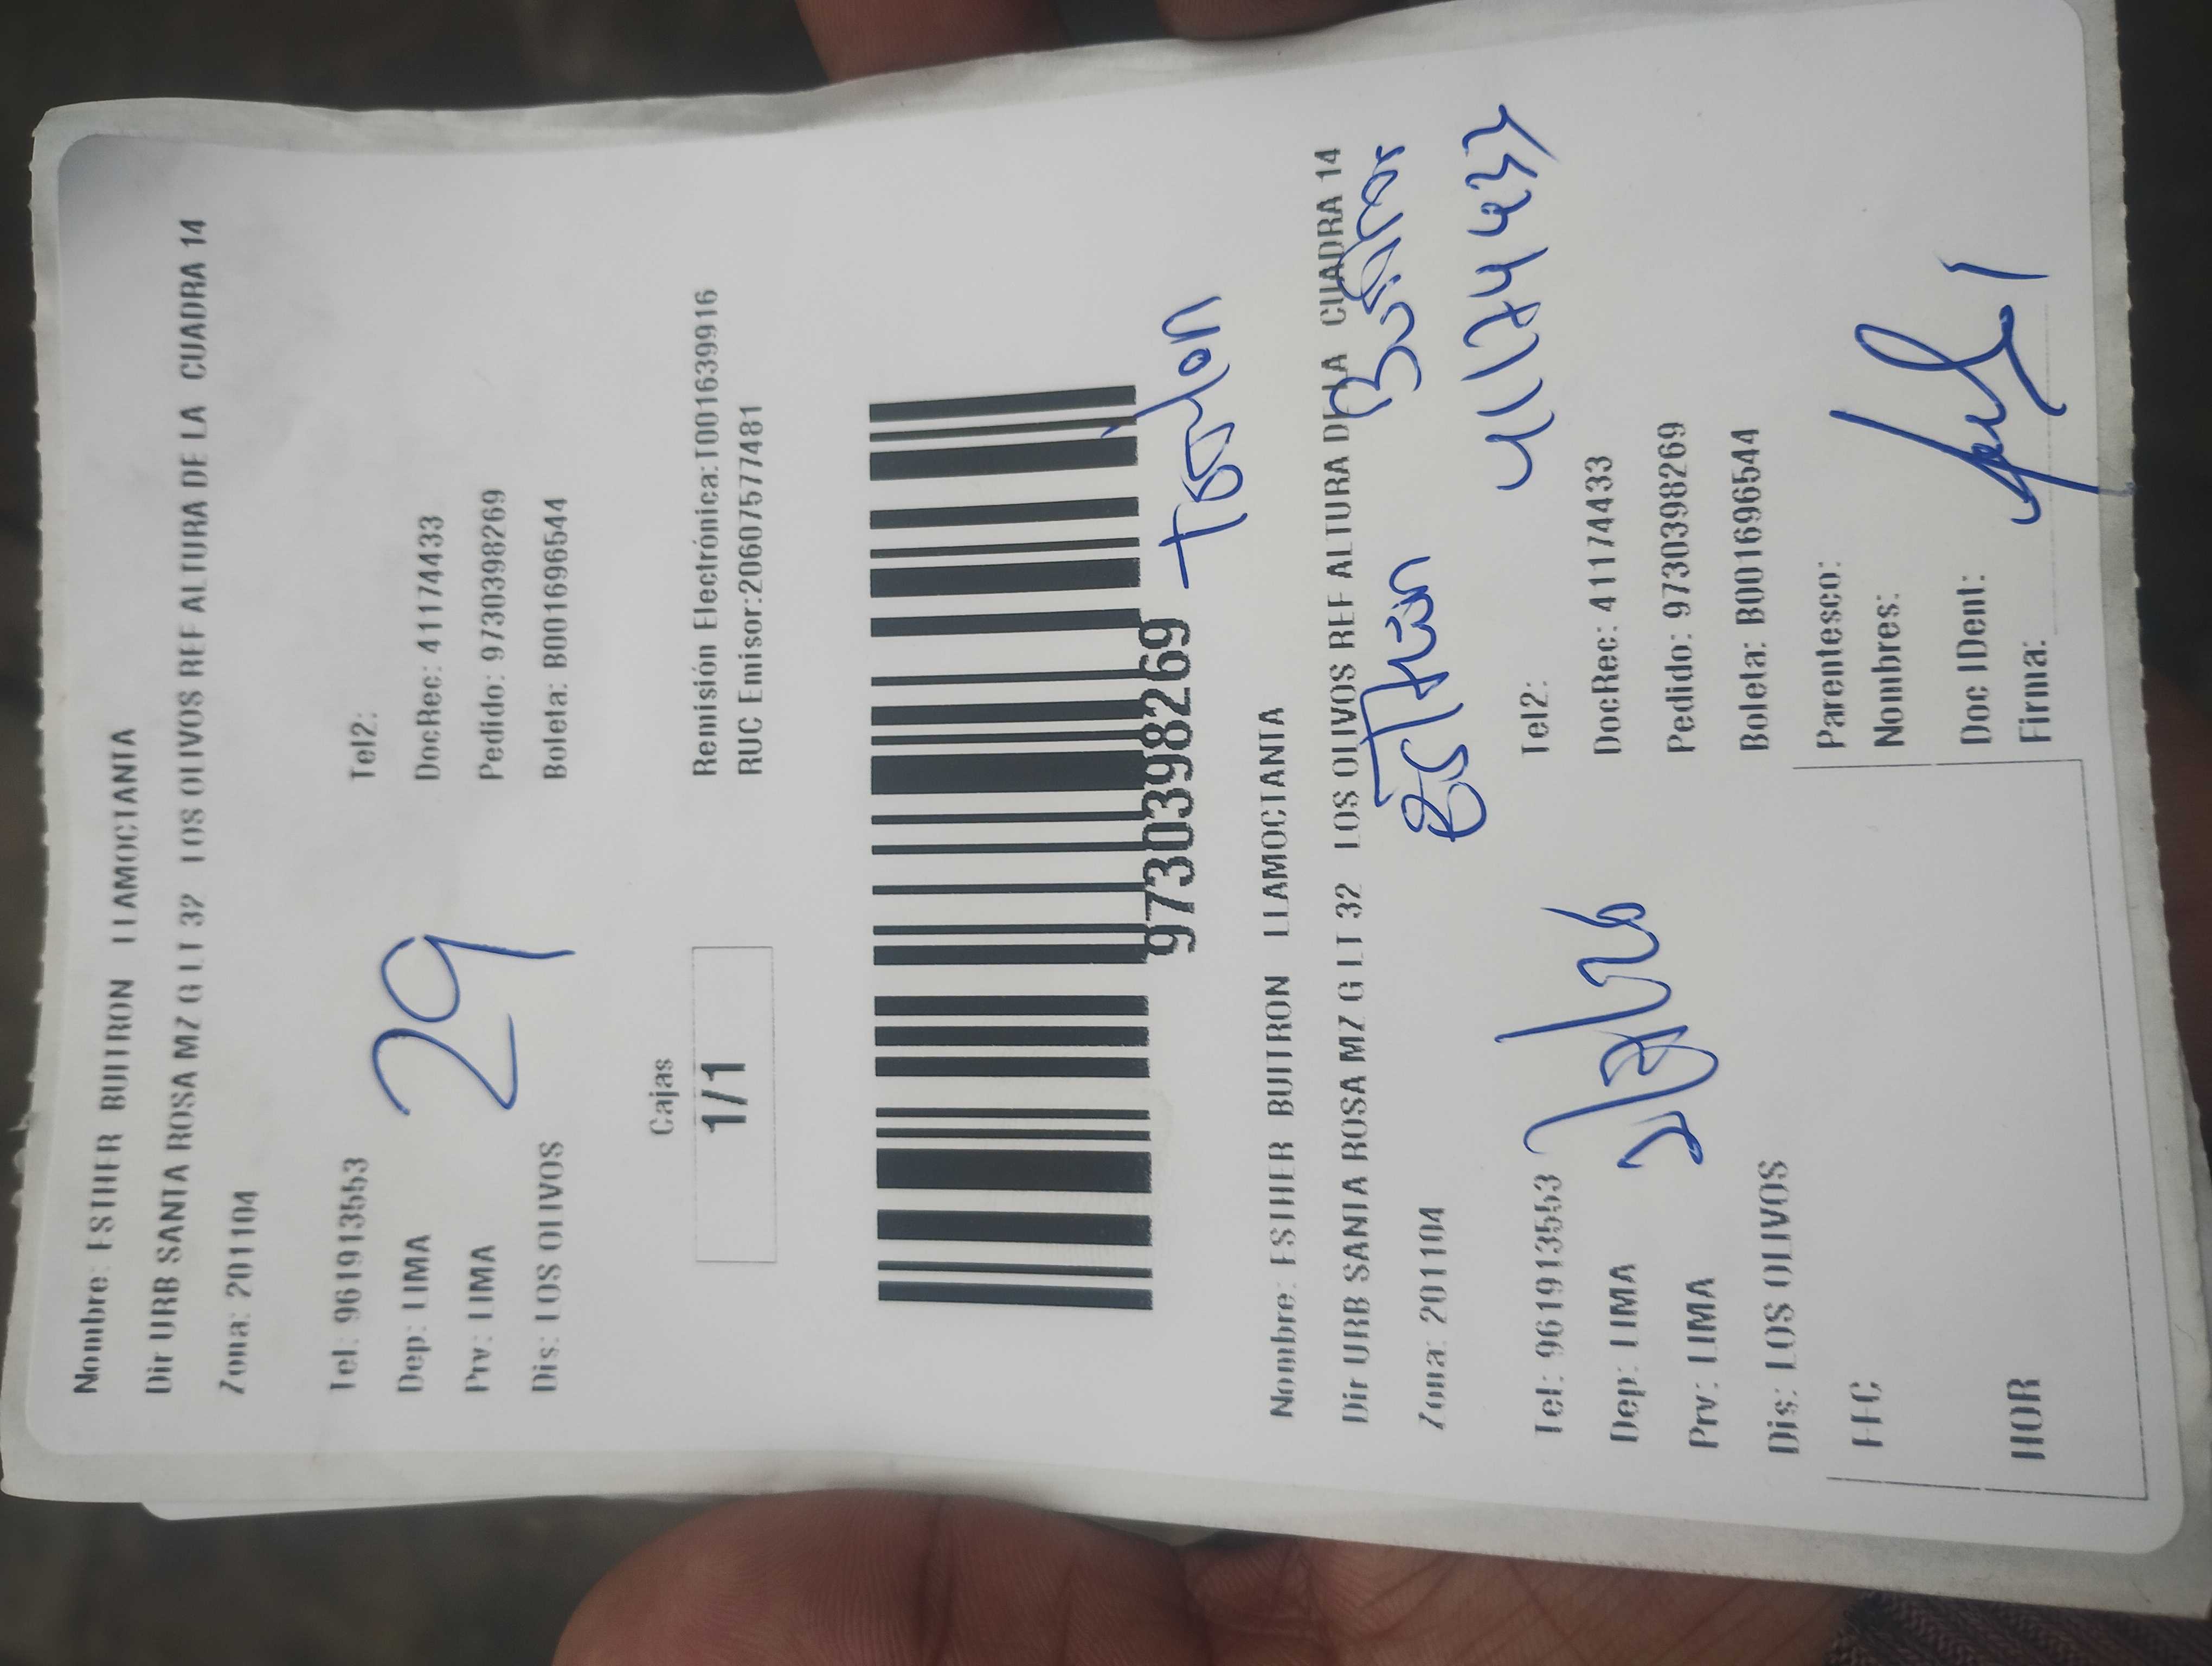 Nombre: ESTHER BUITRON LLAMOCTANTA
Dir URB SANTA ROSA MZ G LT 32 LOS OLIVOS REF ALTURA DE LA CUADRA 14
Zona: 201104
Tel: 961913553 Tel2:
Dep: LIMA DocRec: 41174433
Prv: LIMA Pedido: 9730398269
Dis: LOS OLIVOS Boleta: B001696544
29
Cajas
1/1
Remisión Electrónica:T001639916
RUC Emisor:20607577481
9730398269
Nombre: ESTHER BUITRON LLAMOCTANTA
Dir URB SANTA ROSA MZ G LT 32 LOS OLIVOS REF ALTURA DE LA CUADRA 14
Zona: 201104
41174433
Tel: 961913553 Tel2:
Dep: LIMA DocRec: 41174433
Prv: LIMA Pedido: 9730398269
Dis: LOS OLIVOS Boleta: B001696544
FEC
HOR
Parentesco:
Nombres:
Doc IDent:
Firma: